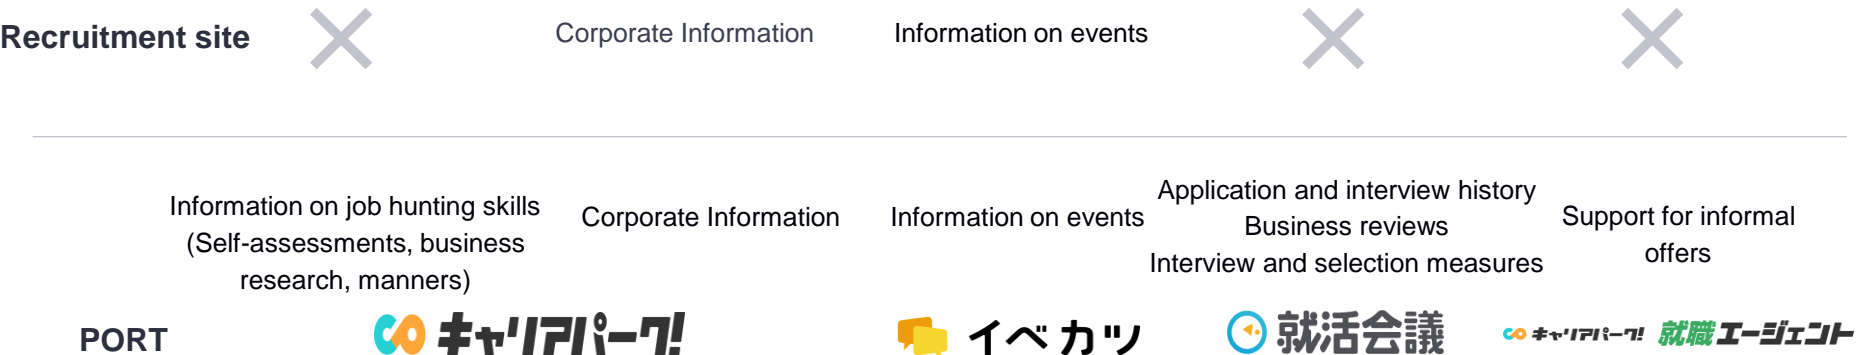 Recruitment site
Corporate Information
Information on events
Information on job hunting skills
(Self-assessments, business
research, manners)
Corporate Information
Information on events
Application and interview history
Business reviews
Interview and selection measures
Support for informal
offers
PORT
キャリアパーク!
イベカツ
就活会議
キャリアパーク! 就職エージェント